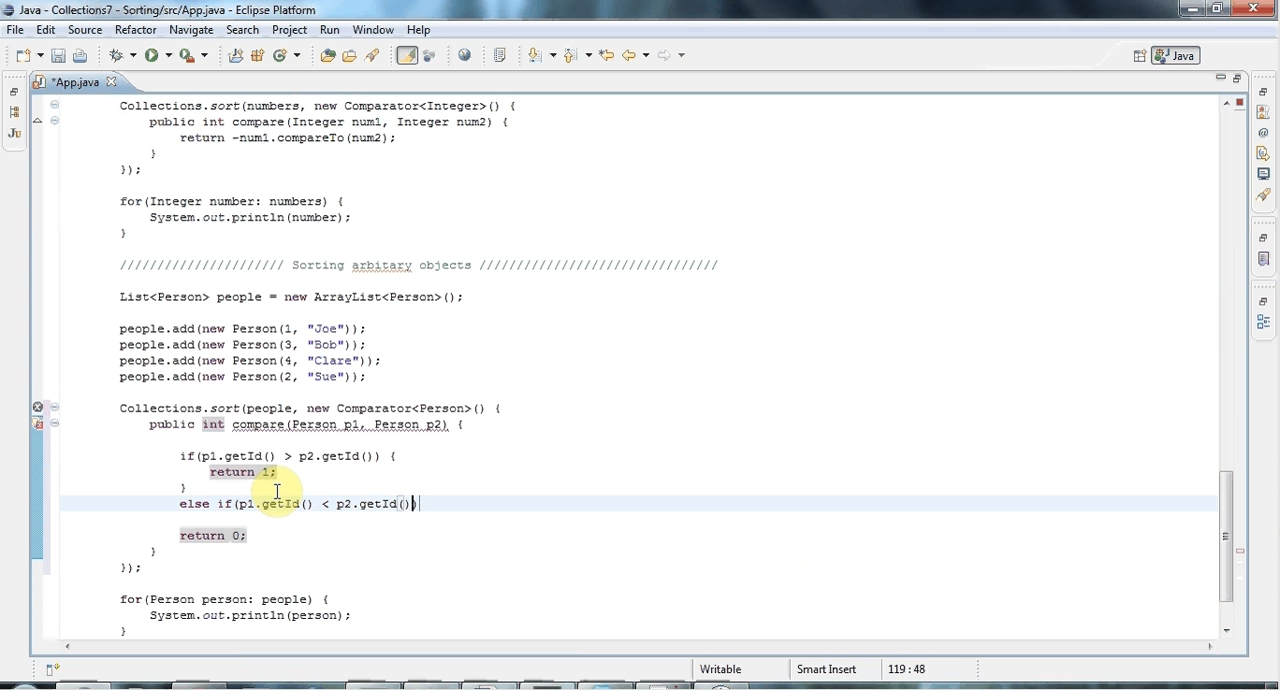 Java - Collections7 - Sorting/src/App.java - Eclipse Platform
File Edit Source Refactor Navigate Search Project Run Window Help
Java
*App.java
Collections.sort(numbers, new Comparator<Integer>() {
public int compare(Integer num1, Integer num2) {
return -num1.compareTo(num2);
}
});
for(Integer number: numbers) {
System.out.println(number);
}
////////////////////// Sorting arbitary objects ////////////////////////////////
List<Person> people = new ArrayList<Person>();
people.add(new Person(1, "Joe"));
people.add(new Person(3, "Bob"));
people.add(new Person(4, "Clare"));
people.add(new Person(2, "Sue"));
Collections.sort(people, new Comparator<Person>() {
public int compare(Person p1, Person p2) {
if(p1.getId() > p2.getId()) {
return 1;
}
else if(p1.getId() < p2.getId())
return 0;
}
});
for(Person person: people) {
System.out.println(person);
}
Writable Smart Insert 119 : 48